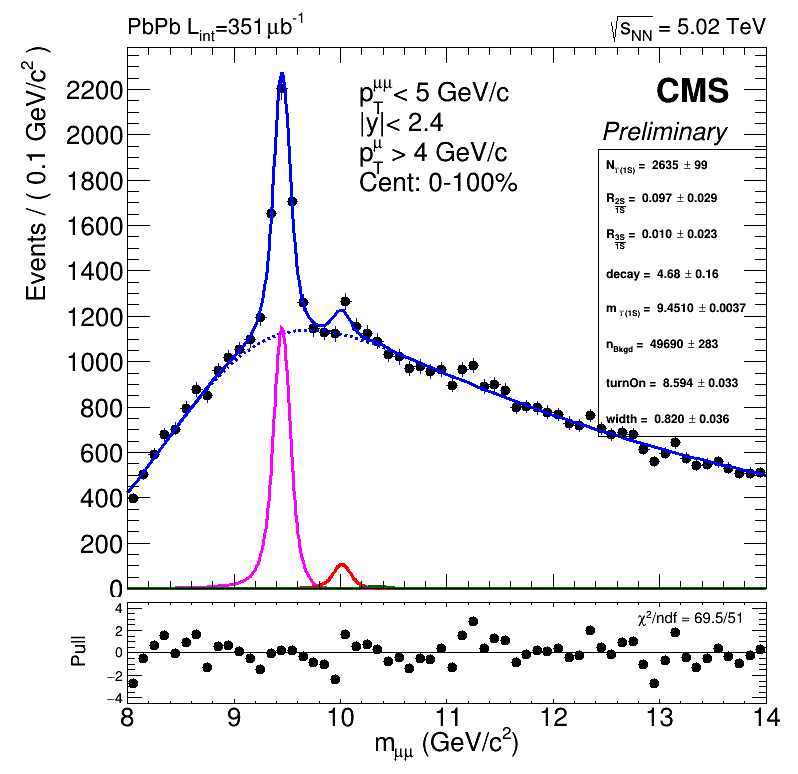 PbPb L_int=351 μb⁻¹
√s_NN = 5.02 TeV
Events / ( 0.1 GeV/c² )
p_T^μμ < 5 GeV/c
|y|< 2.4
p_T^μ > 4 GeV/c
Cent: 0-100%
CMS
Preliminary
N_ϒ(1S) = 2635 ± 99
R_2S/1S = 0.097 ± 0.029
R_3S/1S = 0.010 ± 0.023
decay = 4.68 ± 0.16
m_ϒ(1S) = 9.4510 ± 0.0037
n_Bkgd = 49690 ± 283
turnOn = 8.594 ± 0.033
width = 0.820 ± 0.036
2200
2000
1800
1600
1400
1200
1000
800
600
400
200
0
Pull
χ²/ndf = 69.5/51
4
2
0
−2
−4
8 9 10 11 12 13 14
m_μμ (GeV/c²)